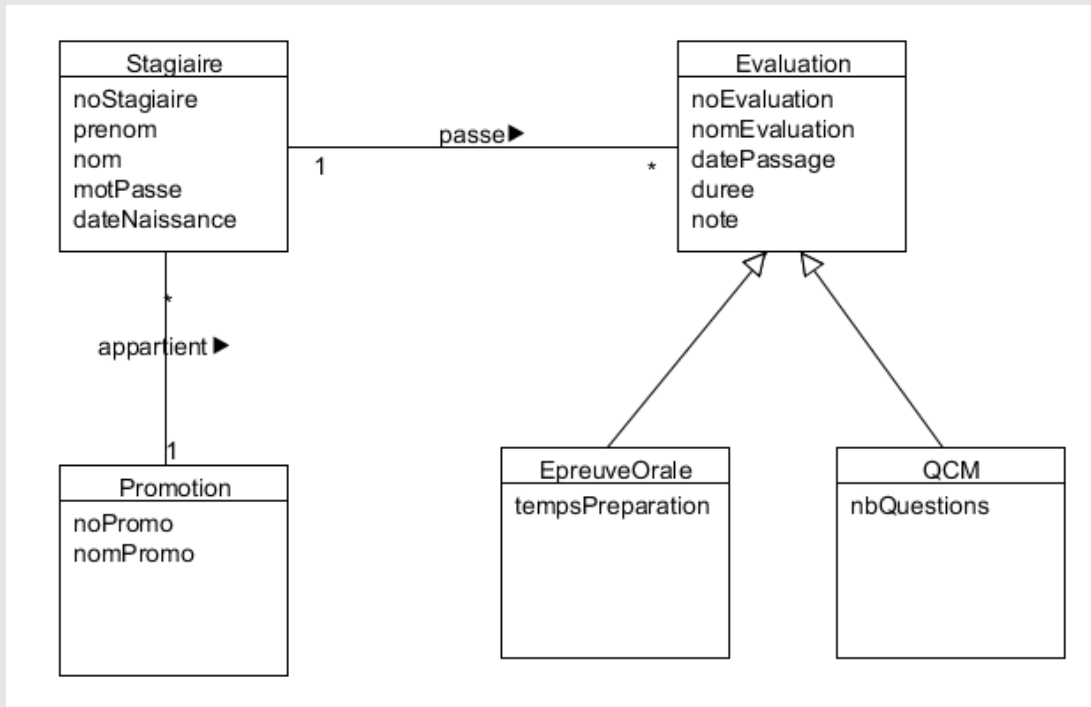 Stagiaire
noStagiaire
prenom
nom
motPasse
dateNaissance
passe
1
*
Evaluation
noEvaluation
nomEvaluation
datePassage
duree
note
*
appartient
1
Promotion
noPromo
nomPromo
EpreuveOrale
tempsPreparation
QCM
nbQuestions